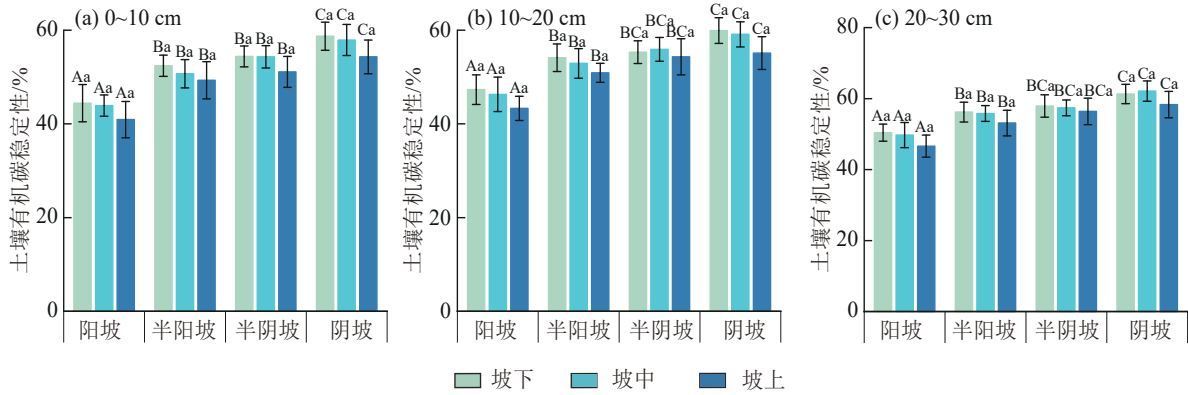 (a) 0~10 cm
土壤有机碳稳定性/%
60
40
20
0
Aa Aa Aa
Ba Ba Ba
Ba Ba Ba
Ca Ca Ca
阳坡 半阳坡 半阴坡 阴坡
(b) 10~20 cm
土壤有机碳稳定性/%
60
40
20
0
Aa Aa Aa
Ba Ba Ba
BCa BCa BCa
Ca Ca Ca
阳坡 半阳坡 半阴坡 阴坡
(c) 20~30 cm
土壤有机碳稳定性/%
80
60
40
20
0
Aa Aa Aa
Ba Ba Ba
BCa BCa BCa
Ca Ca Ca
阳坡 半阳坡 半阴坡 阴坡
坡下 坡中 坡上